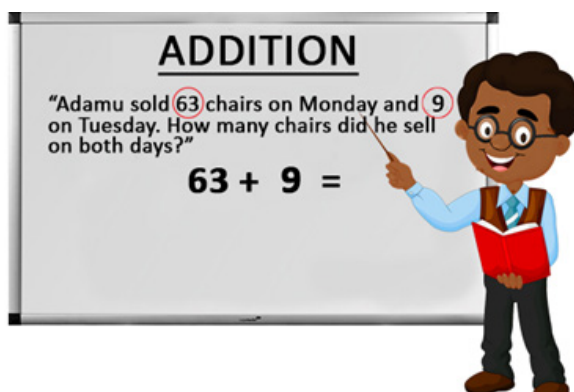 ADDITION
“Adamu sold 63 chairs on Monday and 9
on Tuesday. How many chairs did he sell
on both days?”
63 + 9 =